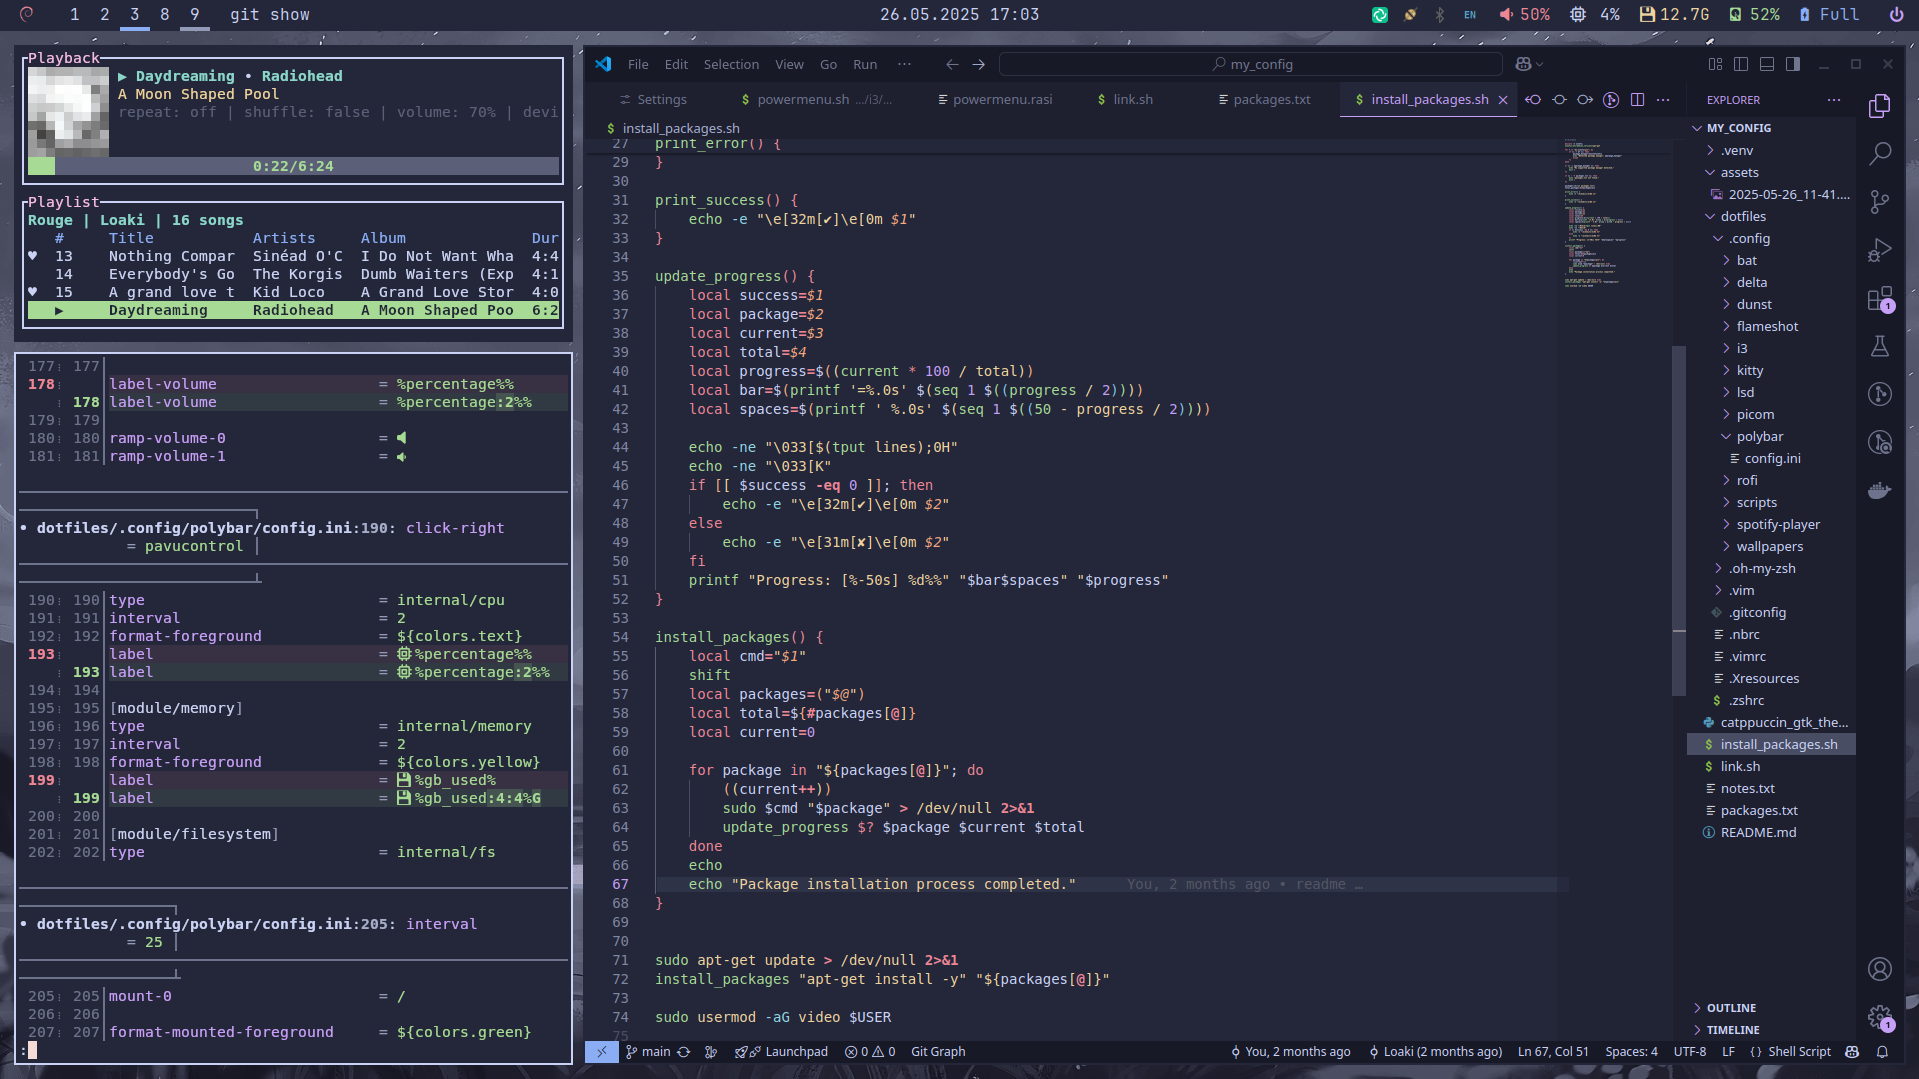 1 2 3 8 9 git show
26.05.2025 17:03
EN 50% 4% 12.7G 52% Full
Playback
▶ Daydreaming • Radiohead
A Moon Shaped Pool
repeat: off | shuffle: false | volume: 70% | devi
0:22/6:24
Playlist
Rouge | Loaki | 16 songs
# Title Artists Album Dur
♥ 13 Nothing Compar Sinéad O'C I Do Not Want Wha 4:4
14 Everybody's Go The Korgis Dumb Waiters (Exp 4:1
♥ 15 A grand love t Kid Loco A Grand Love Stor 4:0
▶ Daydreaming Radiohead A Moon Shaped Poo 6:2
177⋮ 177
178⋮ label-volume = %percentage%%
⋮ 178 label-volume = %percentage:2%%
179⋮ 179
180⋮ 180 ramp-volume-0 =
181⋮ 181 ramp-volume-1 =
• dotfiles/.config/polybar/config.ini:190: click-right
= pavucontrol
190⋮ 190 type = internal/cpu
191⋮ 191 interval = 2
192⋮ 192 format-foreground = ${colors.text}
193⋮ label = %percentage%%
⋮ 193 label = %percentage:2%%
194⋮ 194
195⋮ 195 [module/memory]
196⋮ 196 type = internal/memory
197⋮ 197 interval = 2
198⋮ 198 format-foreground = ${colors.yellow}
199⋮ label = %gb_used%
⋮ 199 label = %gb_used:4:4%G
200⋮ 200
201⋮ 201 [module/filesystem]
202⋮ 202 type = internal/fs
• dotfiles/.config/polybar/config.ini:205: interval
= 25
205⋮ 205 mount-0 = /
206⋮ 206
207⋮ 207 format-mounted-foreground = ${colors.green}
:
File Edit Selection View Go Run ··· my_config
Settings $ powermenu.sh .../i3/... powermenu.rasi $ link.sh packages.txt $ install_packages.sh
$ install_packages.sh
27 print_error() {
29 }
30
31 print_success() {
32 echo -e "\e[32m[✔]\e[0m $1"
33 }
34
35 update_progress() {
36 local success=$1
37 local package=$2
38 local current=$3
39 local total=$4
40 local progress=$((current * 100 / total))
41 local bar=$(printf '=%.0s' $(seq 1 $((progress / 2))))
42 local spaces=$(printf ' %.0s' $(seq 1 $((50 - progress / 2))))
43
44 echo -ne "\033[$(tput lines);0H"
45 echo -ne "\033[K"
46 if [[ $success -eq 0 ]]; then
47 echo -e "\e[32m[✔]\e[0m $2"
48 else
49 echo -e "\e[31m[✘]\e[0m $2"
50 fi
51 printf "Progress: [%-50s] %d%%" "$bar$spaces" "$progress"
52 }
53
54 install_packages() {
55 local cmd="$1"
56 shift
57 local packages=("$@")
58 local total=${#packages[@]}
59 local current=0
60
61 for package in "${packages[@]}"; do
62 ((current++))
63 sudo $cmd "$package" > /dev/null 2>&1
64 update_progress $? $package $current $total
65 done
66 echo
67 echo "Package installation process completed." You, 2 months ago • readme …
68 }
69
70
71 sudo apt-get update > /dev/null 2>&1
72 install_packages "apt-get install -y" "${packages[@]}"
73
74 sudo usermod -aG video $USER
75
EXPLORER
MY_CONFIG
.venv
assets
2025-05-26_11-41....
dotfiles
.config
bat
delta
dunst
flameshot
i3
kitty
lsd
picom
polybar
config.ini
rofi
scripts
spotify-player
wallpapers
.oh-my-zsh
.vim
.gitconfig
.nbrc
.vimrc
.Xresources
$ .zshrc
catppuccin_gtk_the...
$ install_packages.sh
$ link.sh
notes.txt
packages.txt
README.md
OUTLINE
TIMELINE
1
1
main Launchpad 0 0 Git Graph
You, 2 months ago Loaki (2 months ago) Ln 67, Col 51 Spaces: 4 UTF-8 LF {} Shell Script